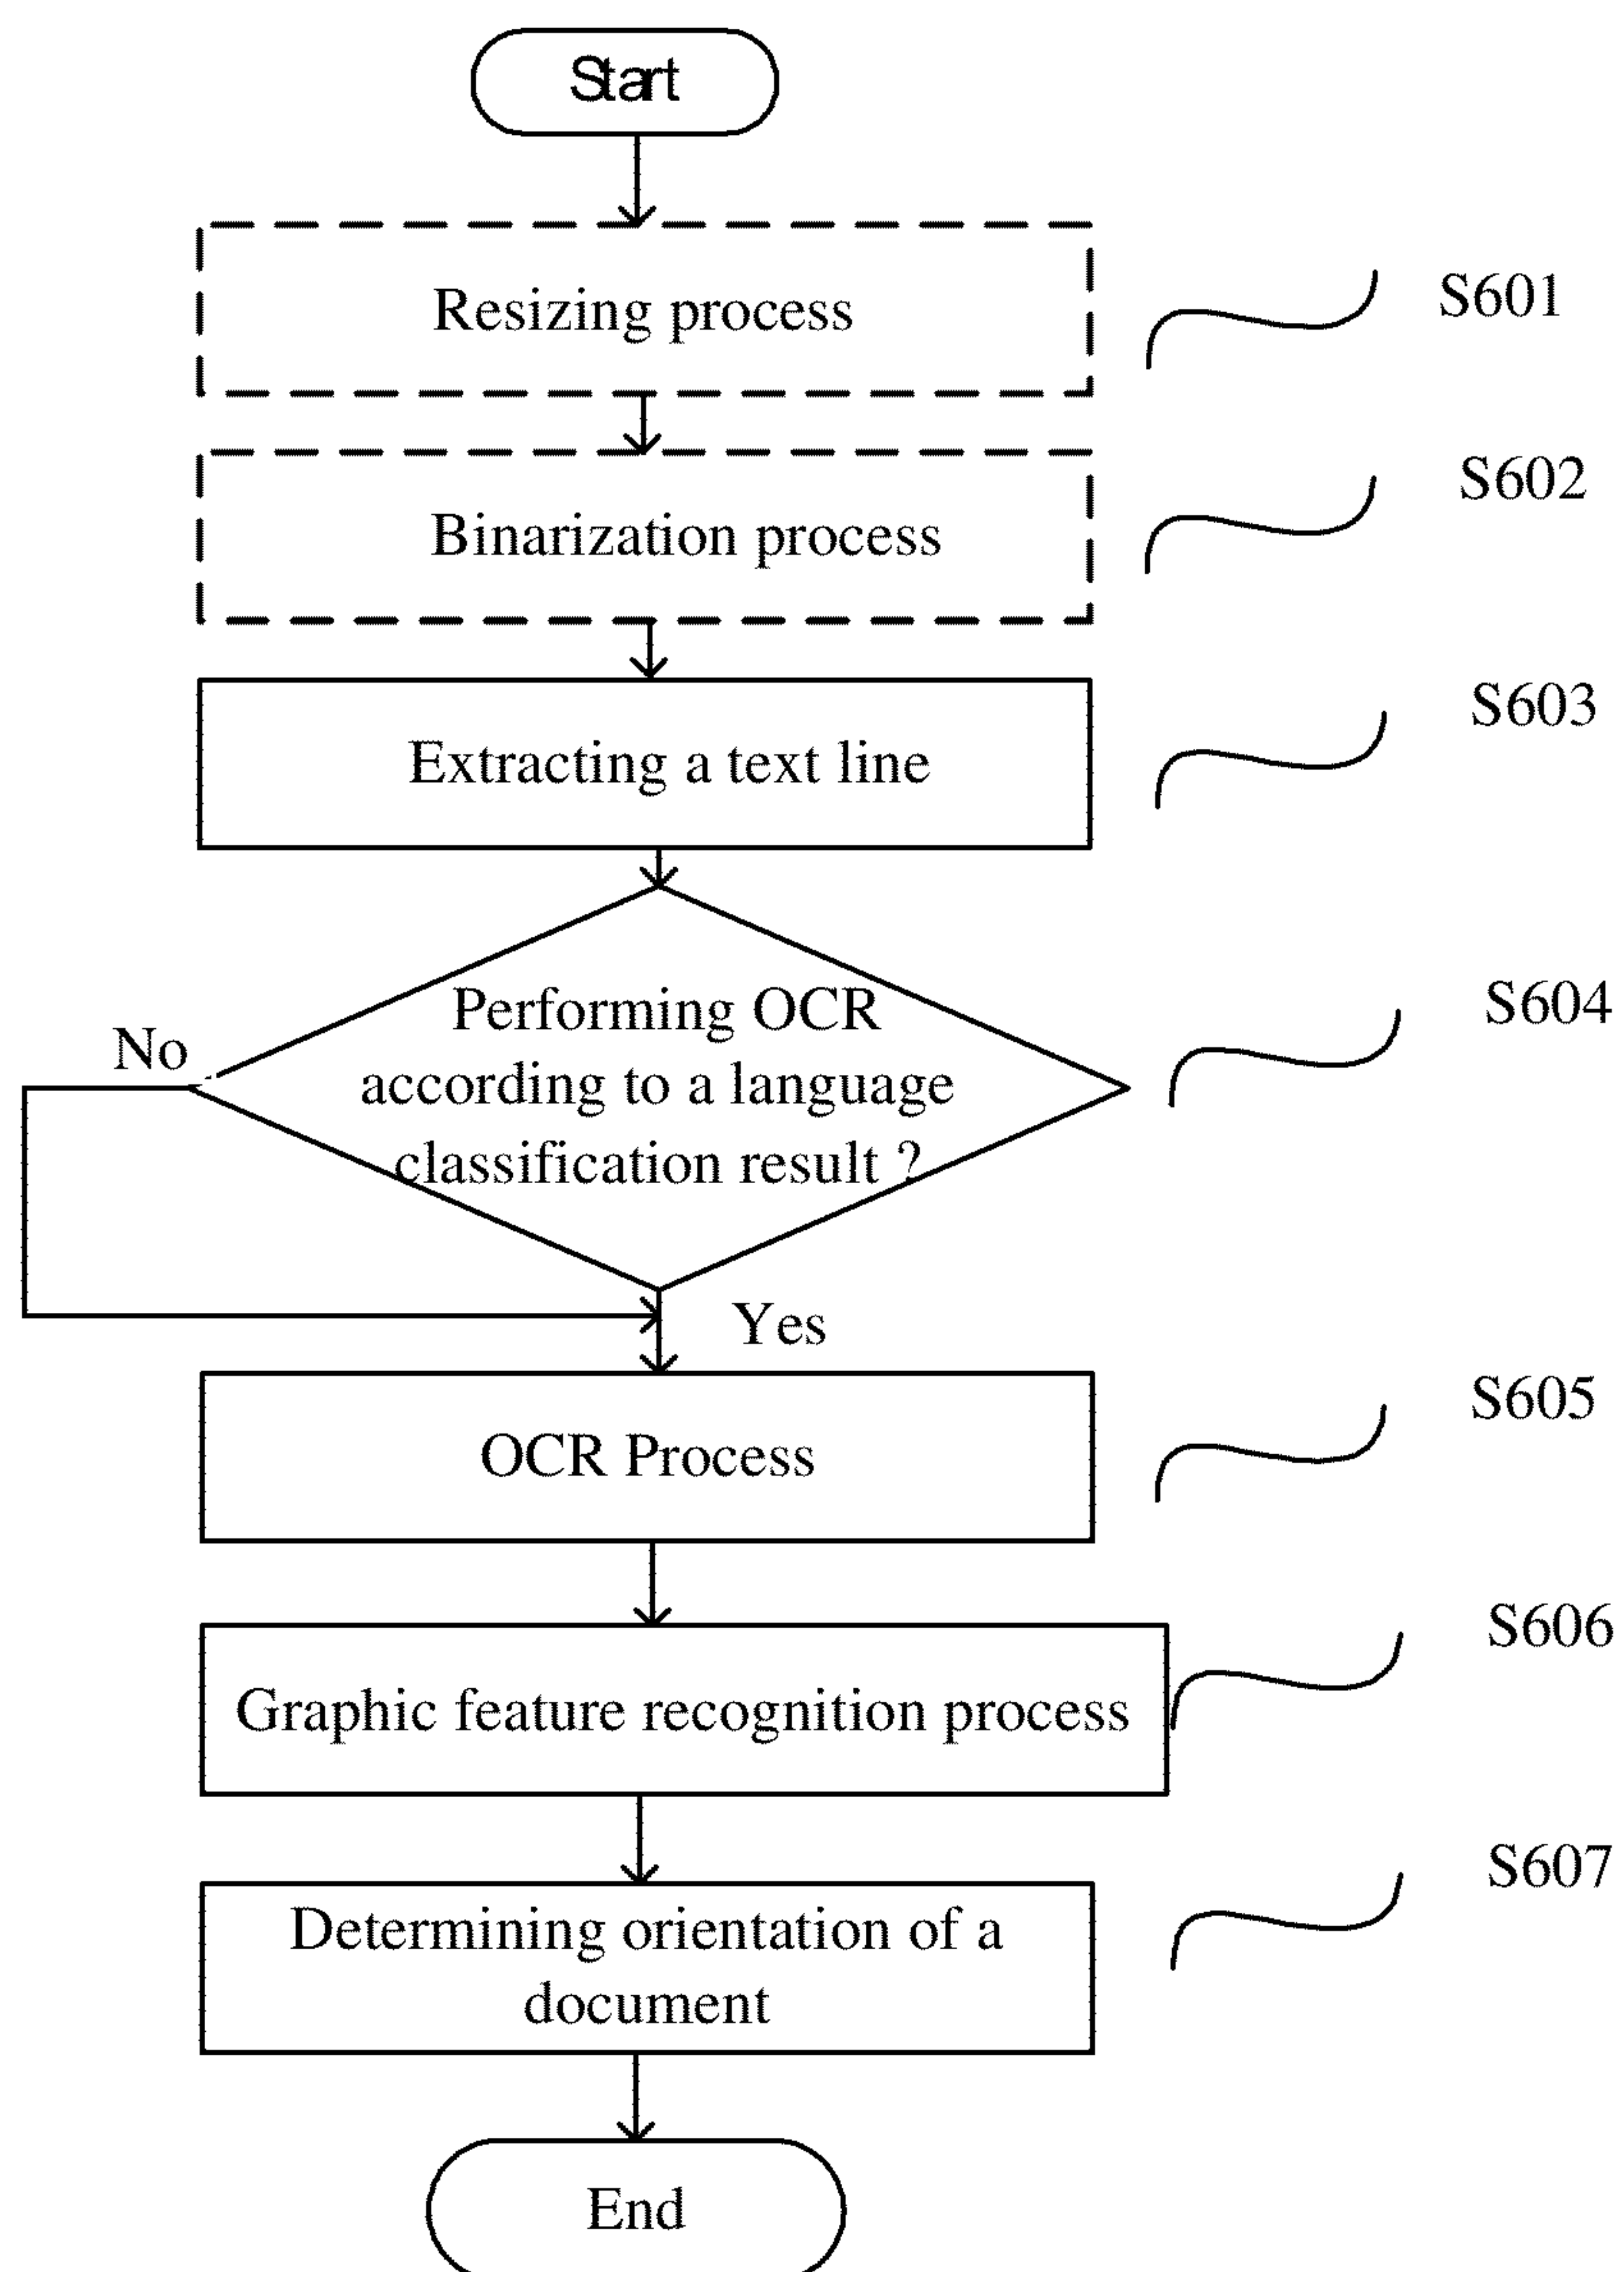 Start
Resizing process
S601
Binarization process
S602
Extracting a text line
S603
Performing OCR
according to a language
classification result ?
S604
No
Yes
OCR Process
S605
Graphic feature recognition process
S606
Determining orientation of a
document
S607
End